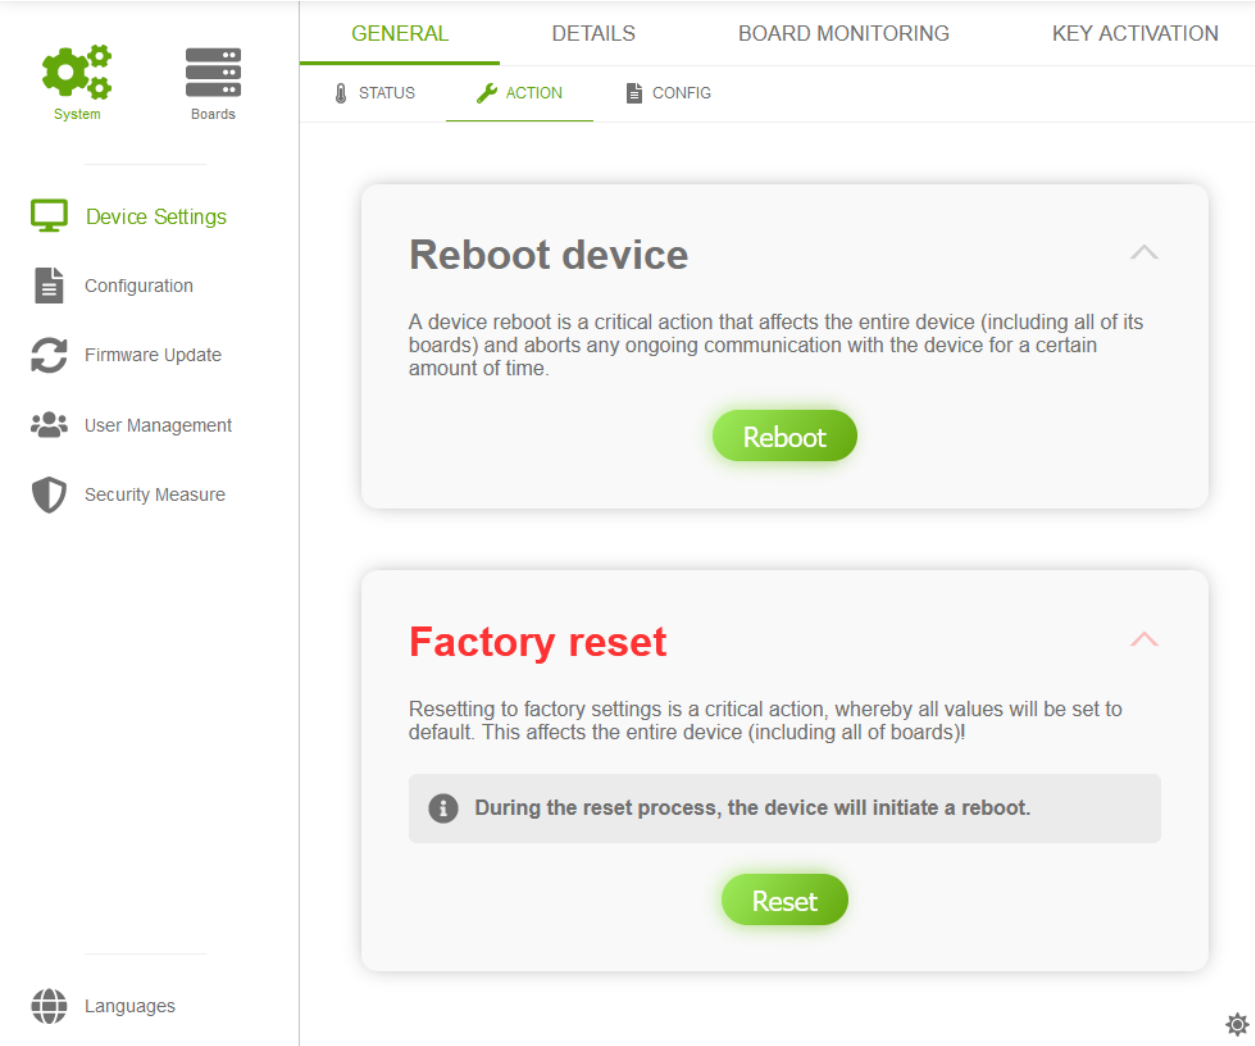 GENERAL DETAILS BOARD MONITORING KEY ACTIVATION
STATUS ACTION CONFIG
System Boards
Device Settings
Configuration
Firmware Update
User Management
Security Measure
Languages
Reboot device
A device reboot is a critical action that affects the entire device (including all of its
boards) and aborts any ongoing communication with the device for a certain
amount of time.
Reboot
Factory reset
Resetting to factory settings is a critical action, whereby all values will be set to
default. This affects the entire device (including all of boards)!
During the reset process, the device will initiate a reboot.
Reset